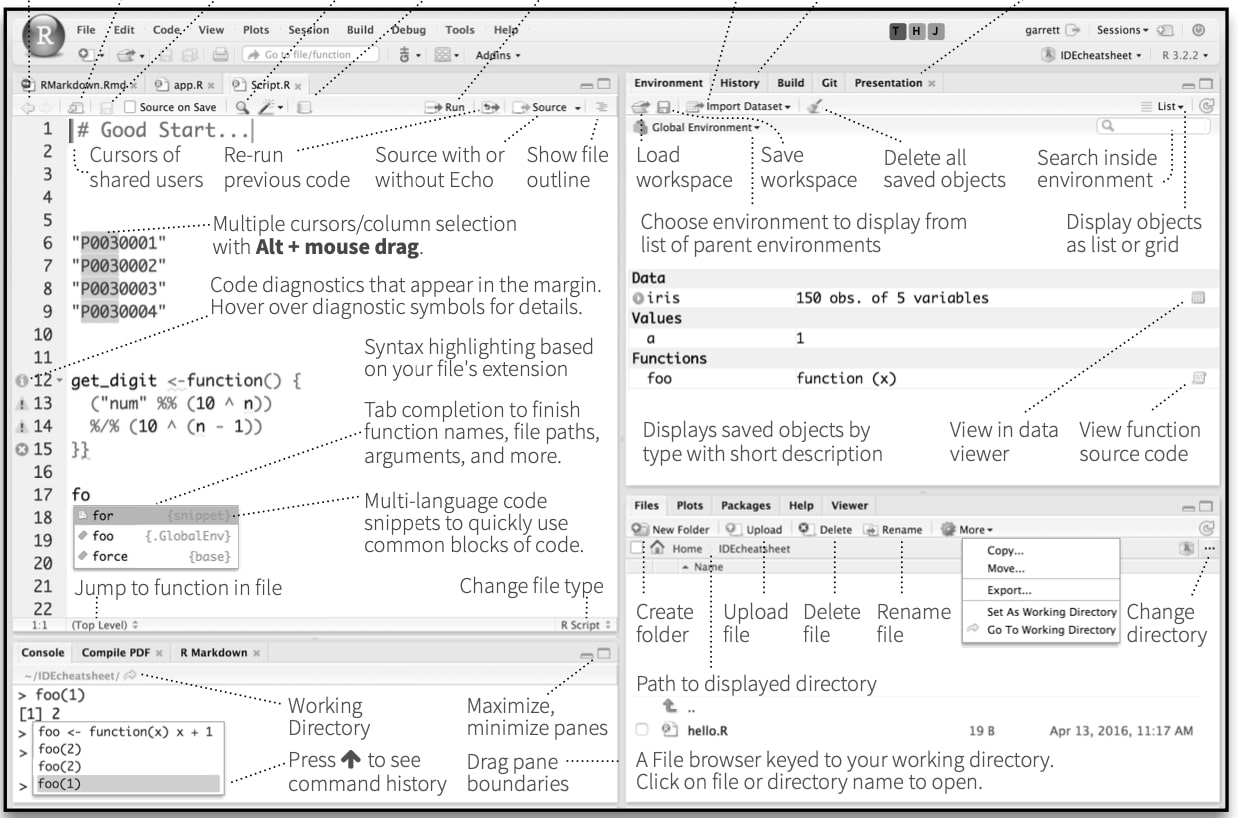 R File Edit Code View Plots Session Build Debug Tools Help
T H J garrett Sessions
Go to file/function Addins
IDEcheatsheet R 3.2.2
RMarkdown.Rmd app.R Script.R
Source on Save Run Source
1 # Good Start...
2 Cursors of shared users
Re-run previous code
Source with or without Echo
Show file outline
3
4
5
Multiple cursors/column selection
with Alt + mouse drag.
6 "P0030001"
7 "P0030002"
8 "P0030003"
9 "P0030004"
Code diagnostics that appear in the margin.
Hover over diagnostic symbols for details.
10
11
Syntax highlighting based
on your file's extension
12 get_digit <-function() {
13 ("num" %% (10 ^ n))
14 %/% (10 ^ (n - 1))
15 }}
Tab completion to finish
function names, file paths,
arguments, and more.
16
17 fo
18 for {snippet}
19 foo {.GlobalEnv}
20 force {base}
Multi-language code
snippets to quickly use
common blocks of code.
21 Jump to function in file
Change file type
22
1:1 (Top Level) R Script
Console Compile PDF R Markdown
~/IDEcheatsheet/
> foo(1)
[1] 2
> foo <- function(x) x + 1
> foo(2)
foo(2)
> foo(1)
Working
Directory
Press to see
command history
Maximize,
minimize panes
Drag pane
boundaries
Environment History Build Git Presentation
Import Dataset List
Global Environment
Load
workspace
Save
workspace
Delete all
saved objects
Search inside
environment
Choose environment to display from
list of parent environments
Display objects
as list or grid
Data
iris 150 obs. of 5 variables
Values
a 1
Functions
foo function (x)
Displays saved objects by
type with short description
View in data
viewer
View function
source code
Files Plots Packages Help Viewer
New Folder Upload Delete Rename More
Home IDEcheatsheet
Name
Copy...
Move...
Export...
Set As Working Directory
Go To Working Directory
Create
folder
Upload
file
Delete
file
Rename
file
Change
directory
Path to displayed directory
..
hello.R 19 B Apr 13, 2016, 11:17 AM
A File browser keyed to your working directory.
Click on file or directory name to open.